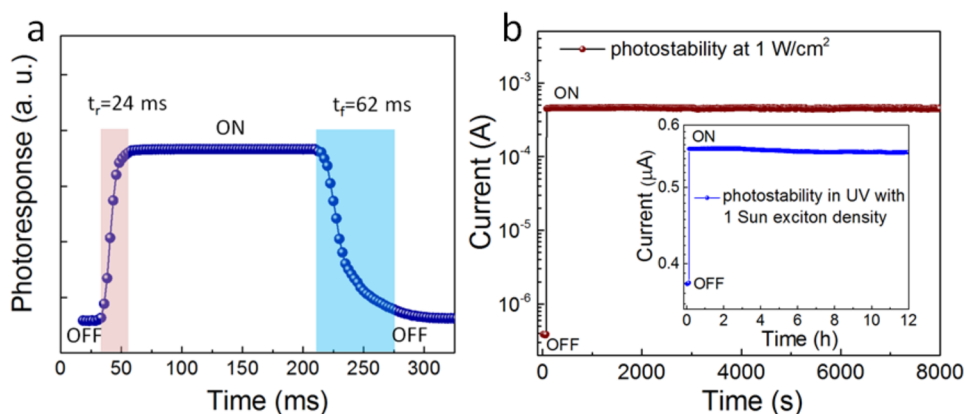 a
Photoresponse (a. u.)
tr=24 ms
ON
tf=62 ms
OFF
OFF
0 50 100 150 200 250 300
Time (ms)
b
photostability at 1 W/cm²
Current (A)
10⁻³
10⁻⁴
10⁻⁵
10⁻⁶
ON
OFF
0 2000 4000 6000 8000
Time (s)
Current (μA)
0.6
0.5
0.4
ON
photostability in UV with
1 Sun exciton density
OFF
0 2 4 6 8 10 12
Time (h)